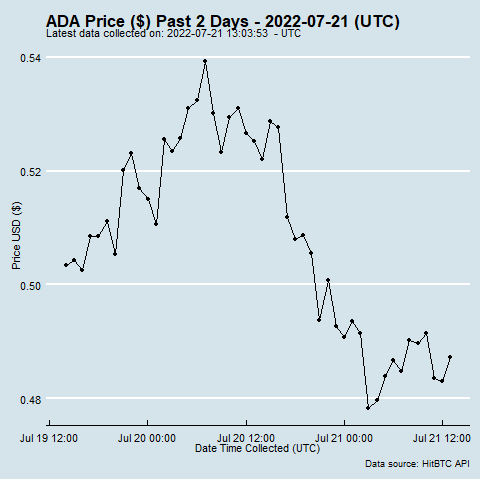 ADA Price ($) Past 2 Days - 2022-07-21 (UTC)
Latest data collected on: 2022-07-21 13:03:53  - UTC
0.54
0.52
0.50
0.48
Price USD ($)
Jul 19 12:00 Jul 20 00:00 Jul 20 12:00 Jul 21 00:00 Jul 21 12:00
Date Time Collected (UTC)
Data source: HitBTC API